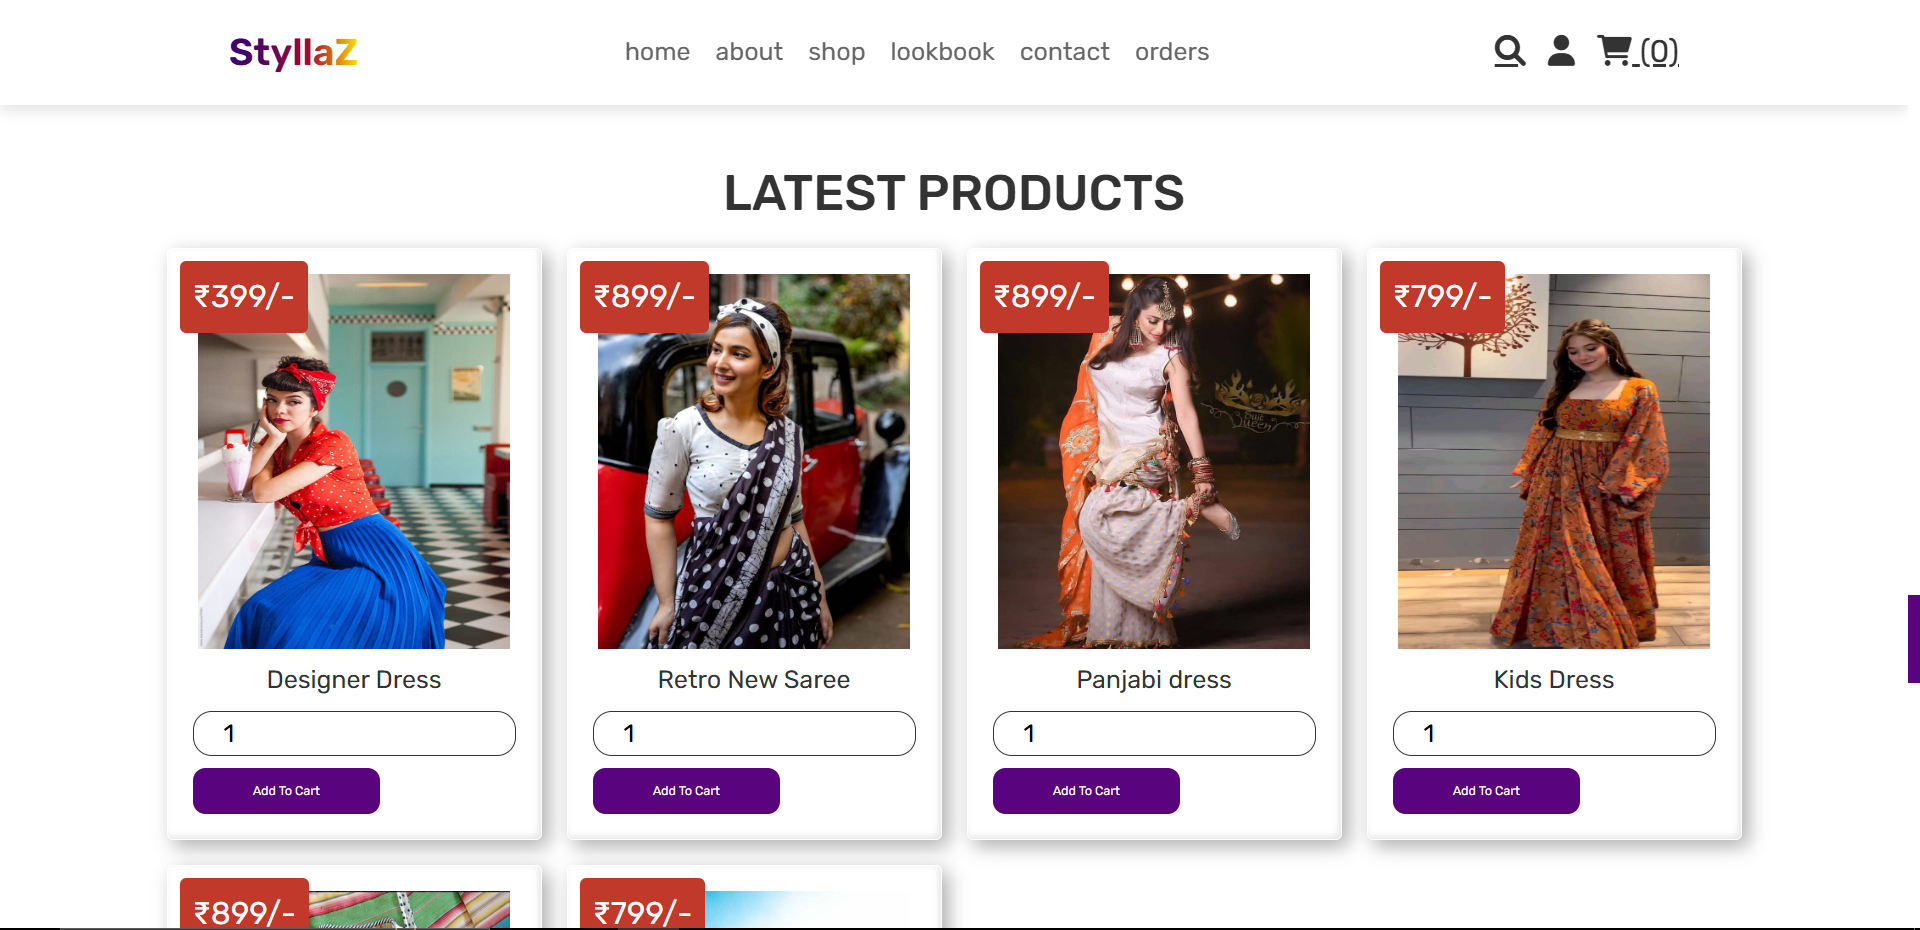 StyllaZ
home about shop lookbook contact orders
(0)
LATEST PRODUCTS
₹399/-
₹899/-
₹899/-
₹799/-
Blue Queen
Designer Dress
Retro New Saree
Panjabi dress
Kids Dress
1
1
1
1
Add To Cart
Add To Cart
Add To Cart
Add To Cart
₹899/-
₹799/-